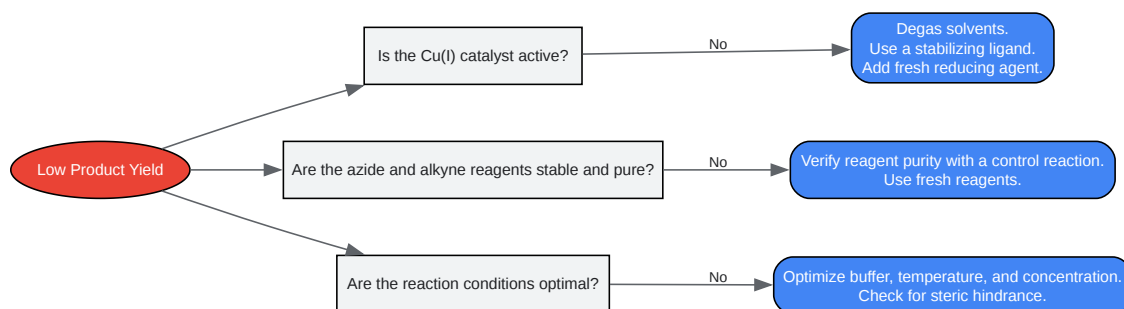 Low Product Yield
Is the Cu(I) catalyst active?
No
Degas solvents.
Use a stabilizing ligand.
Add fresh reducing agent.
Are the azide and alkyne reagents stable and pure?
No
Verify reagent purity with a control reaction.
Use fresh reagents.
Are the reaction conditions optimal?
No
Optimize buffer, temperature, and concentration.
Check for steric hindrance.